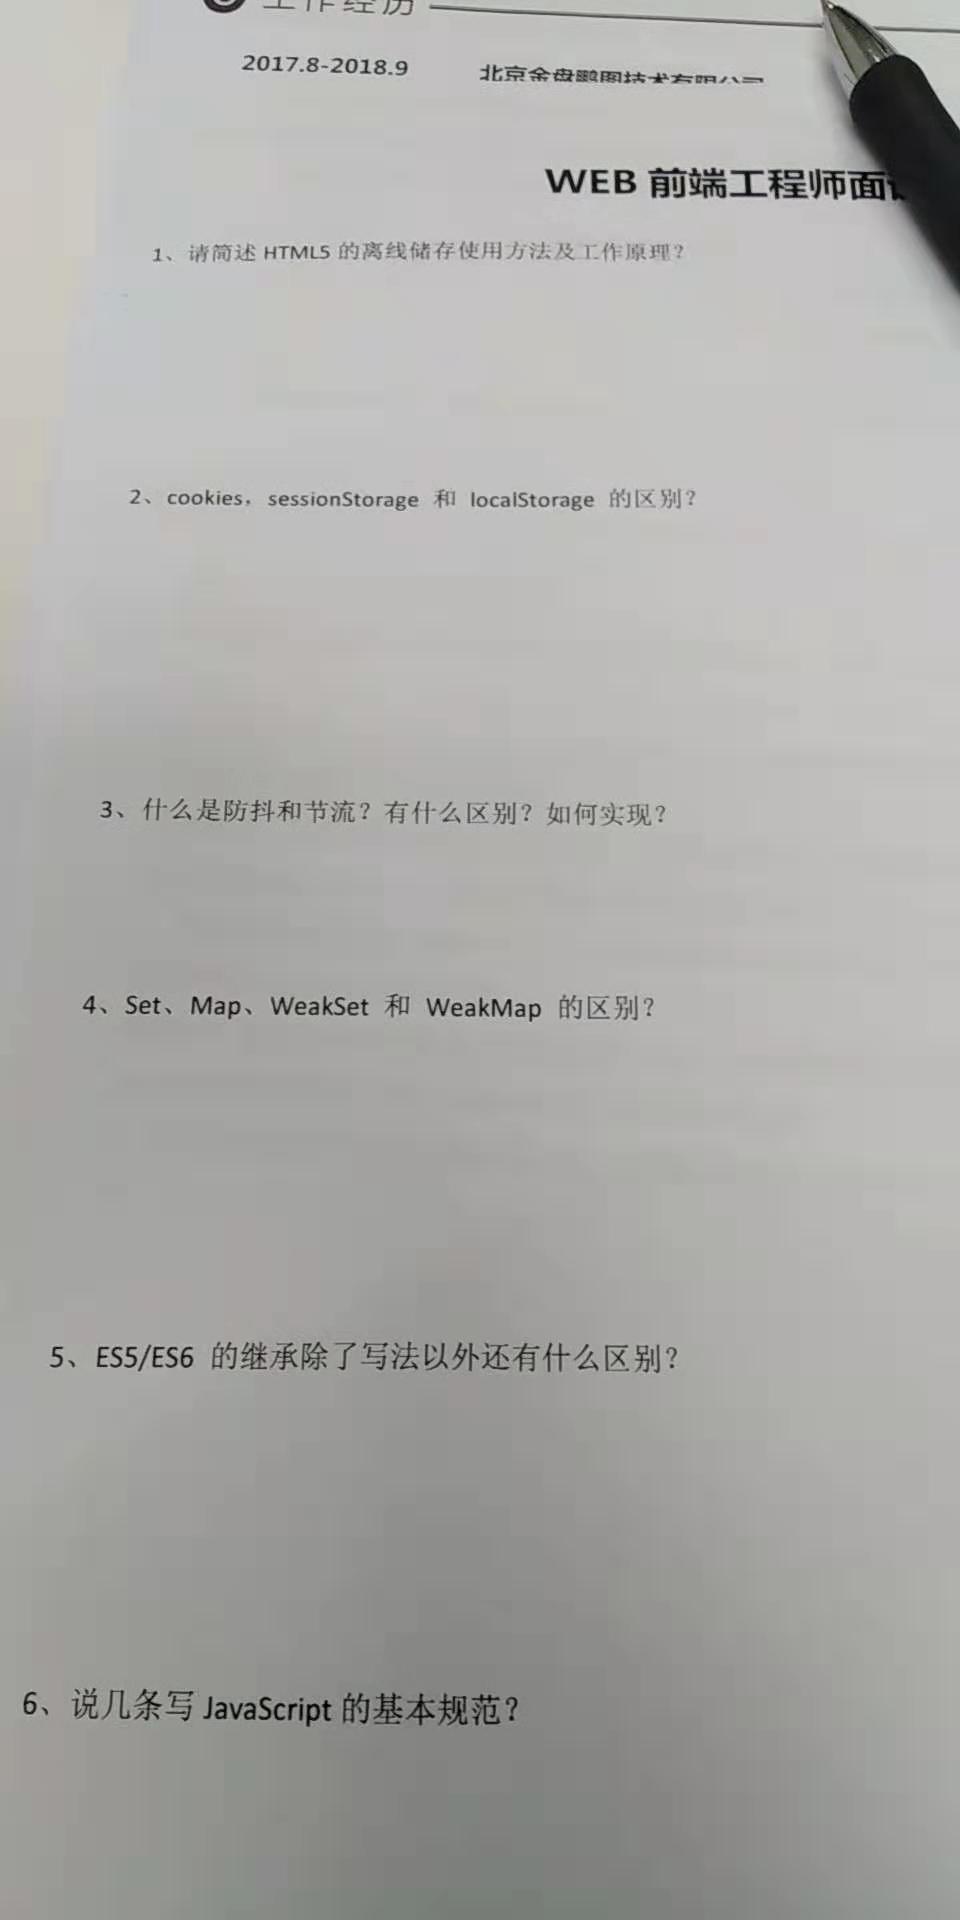 工作经历
2017.8-2018.9 北京金盘鹏图技术有限公司
WEB 前端工程师面
1、请简述 HTML5 的离线储存使用方法及工作原理？
2、cookies，sessionStorage 和 localStorage 的区别？
3、什么是防抖和节流？有什么区别？如何实现？
4、Set、Map、WeakSet 和 WeakMap 的区别？
5、ES5/ES6 的继承除了写法以外还有什么区别？
6、说几条写 JavaScript 的基本规范？